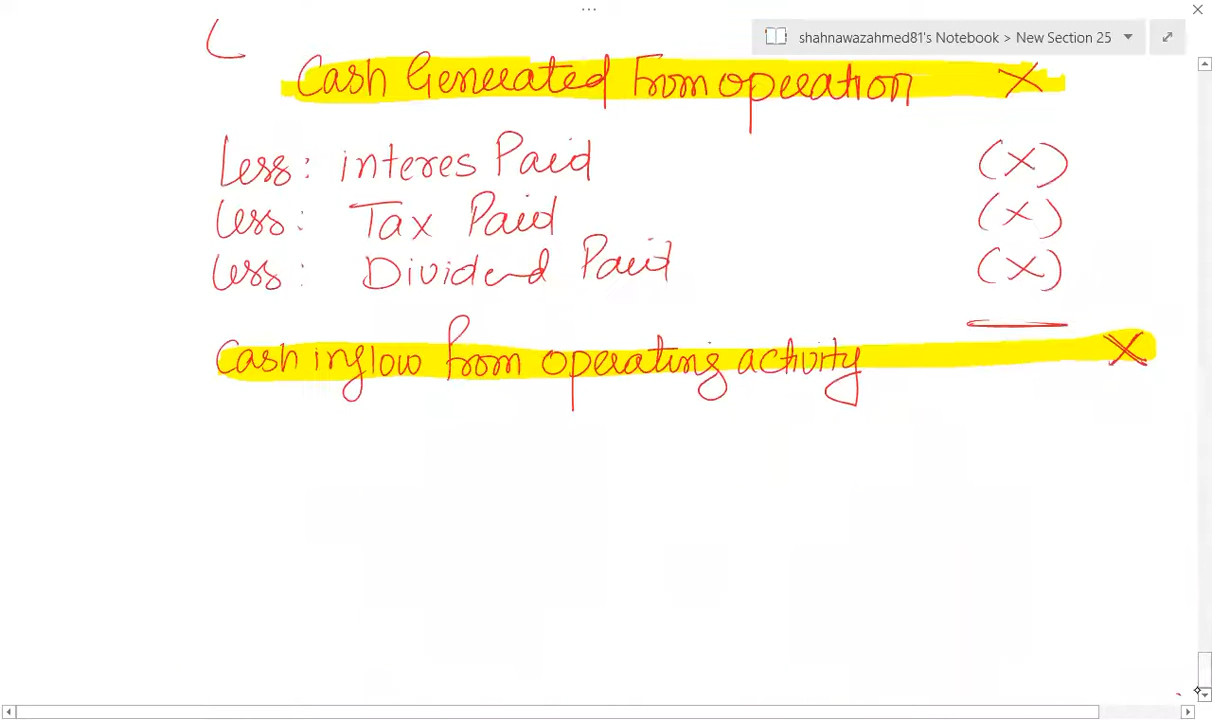 shahnawazahmed81's Notebook > New Section 25
Cash Generated From operation X
Less: interes Paid (X)
Less: Tax Paid (X)
Less: Dividend Paid (X)
Cash inflow from operating activity X